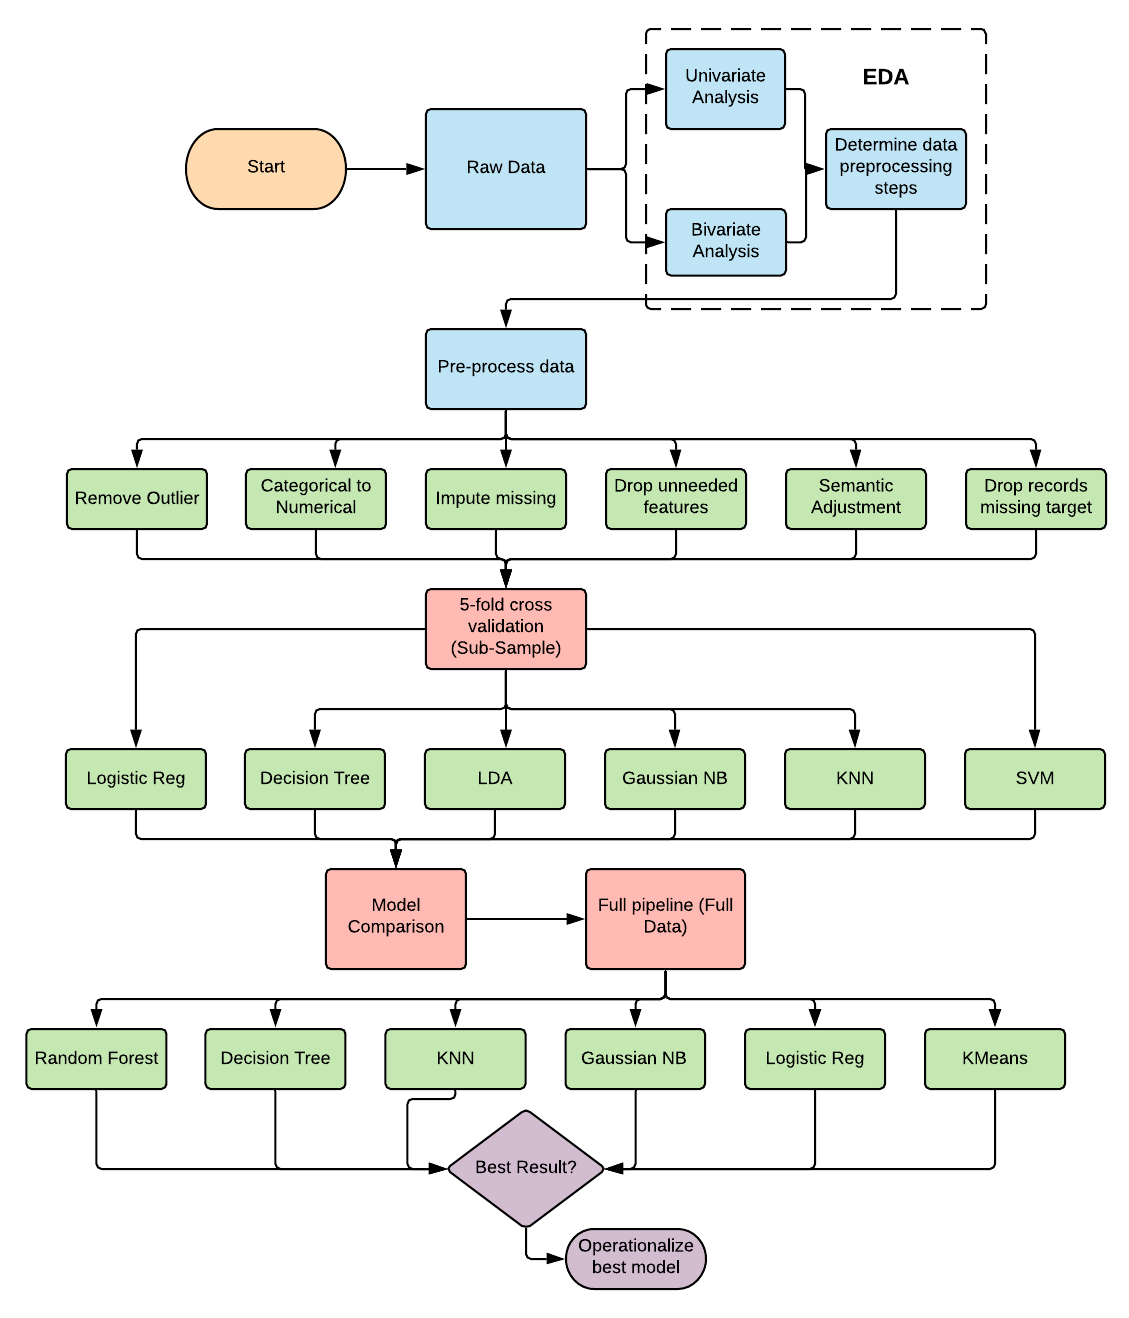 EDA
Univariate
Analysis
Start
Raw Data
Determine data
preprocessing
steps
Bivariate
Analysis
Pre-process data
Remove Outlier
Categorical to
Numerical
Impute missing
Drop unneeded
features
Semantic
Adjustment
Drop records
missing target
5-fold cross
validation
(Sub-Sample)
Logistic Reg
Decision Tree
LDA
Gaussian NB
KNN
SVM
Model
Comparison
Full pipeline (Full
Data)
Random Forest
Decision Tree
KNN
Gaussian NB
Logistic Reg
KMeans
Best Result?
Operationalize
best model